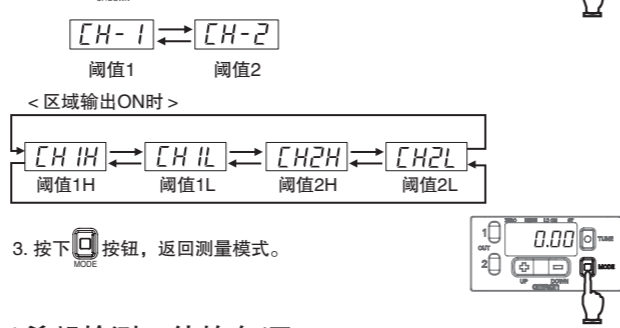 CH-1 CH-2
阈值1 阈值2
<区域输出ON时>
CH1H CH1L CH2H CH2L
阈值1H 阈值1L 阈值2H 阈值2L
3. 按下 按钮，返回测量模式。
MODE
1 0.00 TUNE
OUT
2 MODE
UP DOWN